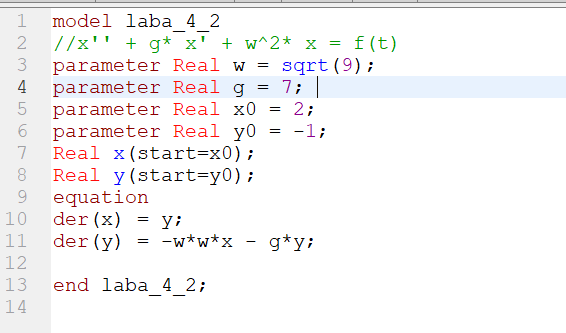 1 model laba_4_2
2 //x'' + g* x' + w^2* x = f(t)
3 parameter Real w = sqrt(9);
4 parameter Real g = 7;
5 parameter Real x0 = 2;
6 parameter Real y0 = -1;
7 Real x(start=x0);
8 Real y(start=y0);
9 equation
10 der(x) = y;
11 der(y) = -w*w*x - g*y;
12
13 end laba_4_2;
14